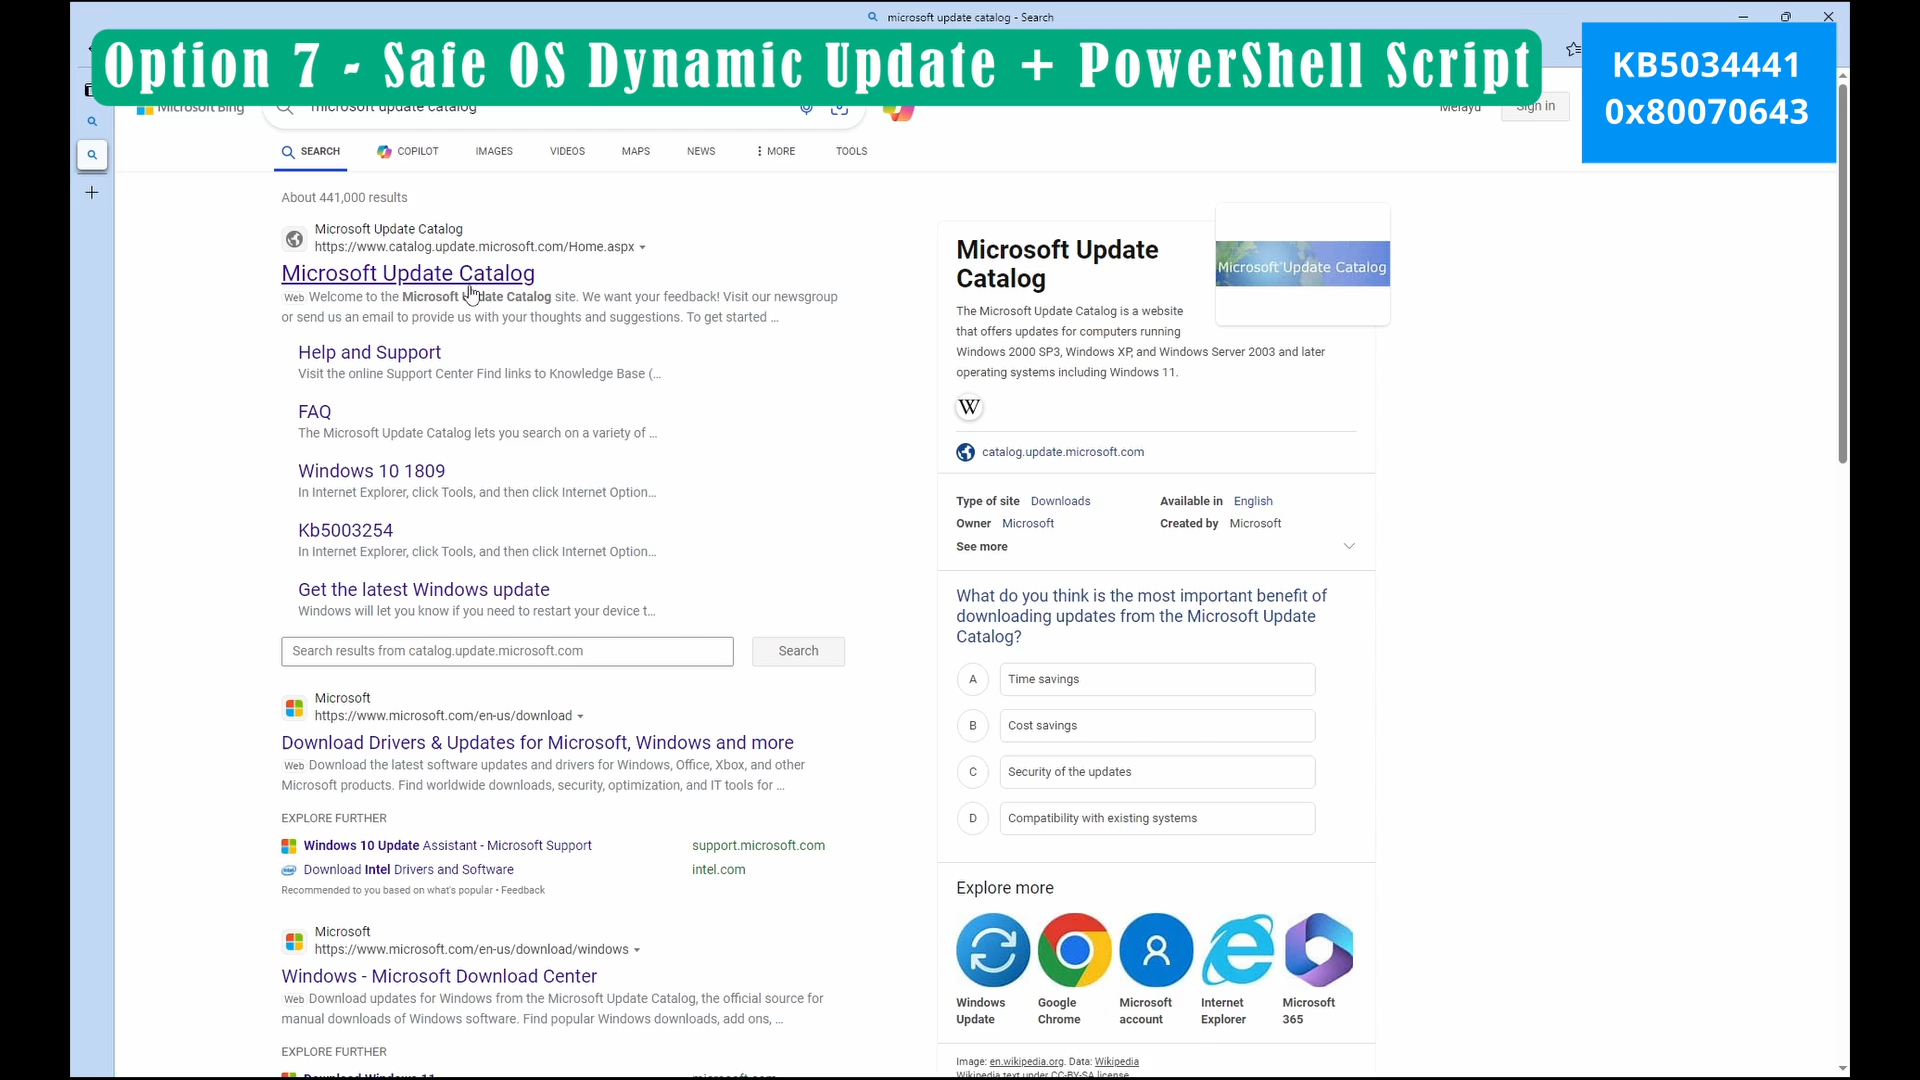 microsoft update catalog - Search
Option 7 - Safe OS Dynamic Update + PowerShell Script
KB5034441
0x80070643
Microsoft Bing
microsoft update catalog
Melayu
Sign in
SEARCH
COPILOT
IMAGES
VIDEOS
MAPS
NEWS
MORE
TOOLS
About 441,000 results
Microsoft Update Catalog
https://www.catalog.update.microsoft.com/Home.aspx
Microsoft Update Catalog
Web Welcome to the Microsoft Update Catalog site. We want your feedback! Visit our newsgroup
or send us an email to provide us with your thoughts and suggestions. To get started ...
Help and Support
Visit the online Support Center Find links to Knowledge Base (...
FAQ
The Microsoft Update Catalog lets you search on a variety of ...
Windows 10 1809
In Internet Explorer, click Tools, and then click Internet Option...
Kb5003254
In Internet Explorer, click Tools, and then click Internet Option...
Get the latest Windows update
Windows will let you know if you need to restart your device t...
Search results from catalog.update.microsoft.com
Search
Microsoft
https://www.microsoft.com/en-us/download
Download Drivers & Updates for Microsoft, Windows and more
Web Download the latest software updates and drivers for Windows, Office, Xbox, and other
Microsoft products. Find worldwide downloads, security, optimization, and IT tools for ...
EXPLORE FURTHER
Windows 10 Update Assistant - Microsoft Support
support.microsoft.com
Download Intel Drivers and Software
intel.com
Recommended to you based on what's popular • Feedback
Microsoft
https://www.microsoft.com/en-us/download/windows
Windows - Microsoft Download Center
Web Download updates for Windows from the Microsoft Update Catalog, the official source for
manual downloads of Windows software. Find popular Windows downloads, add ons, ...
EXPLORE FURTHER
Download Windows 11
microsoft.com
Microsoft Update
Catalog
Microsoft Update Catalog
The Microsoft Update Catalog is a website
that offers updates for computers running
Windows 2000 SP3, Windows XP, and Windows Server 2003 and later
operating systems including Windows 11.
W
catalog.update.microsoft.com
Type of site Downloads
Available in English
Owner Microsoft
Created by Microsoft
See more
What do you think is the most important benefit of
downloading updates from the Microsoft Update
Catalog?
A Time savings
B Cost savings
C Security of the updates
D Compatibility with existing systems
Explore more
Windows
Update
Google
Chrome
Microsoft
account
Internet
Explorer
Microsoft
365
Image: en.wikipedia.org. Data: Wikipedia
Wikipedia text under CC-BY-SA license